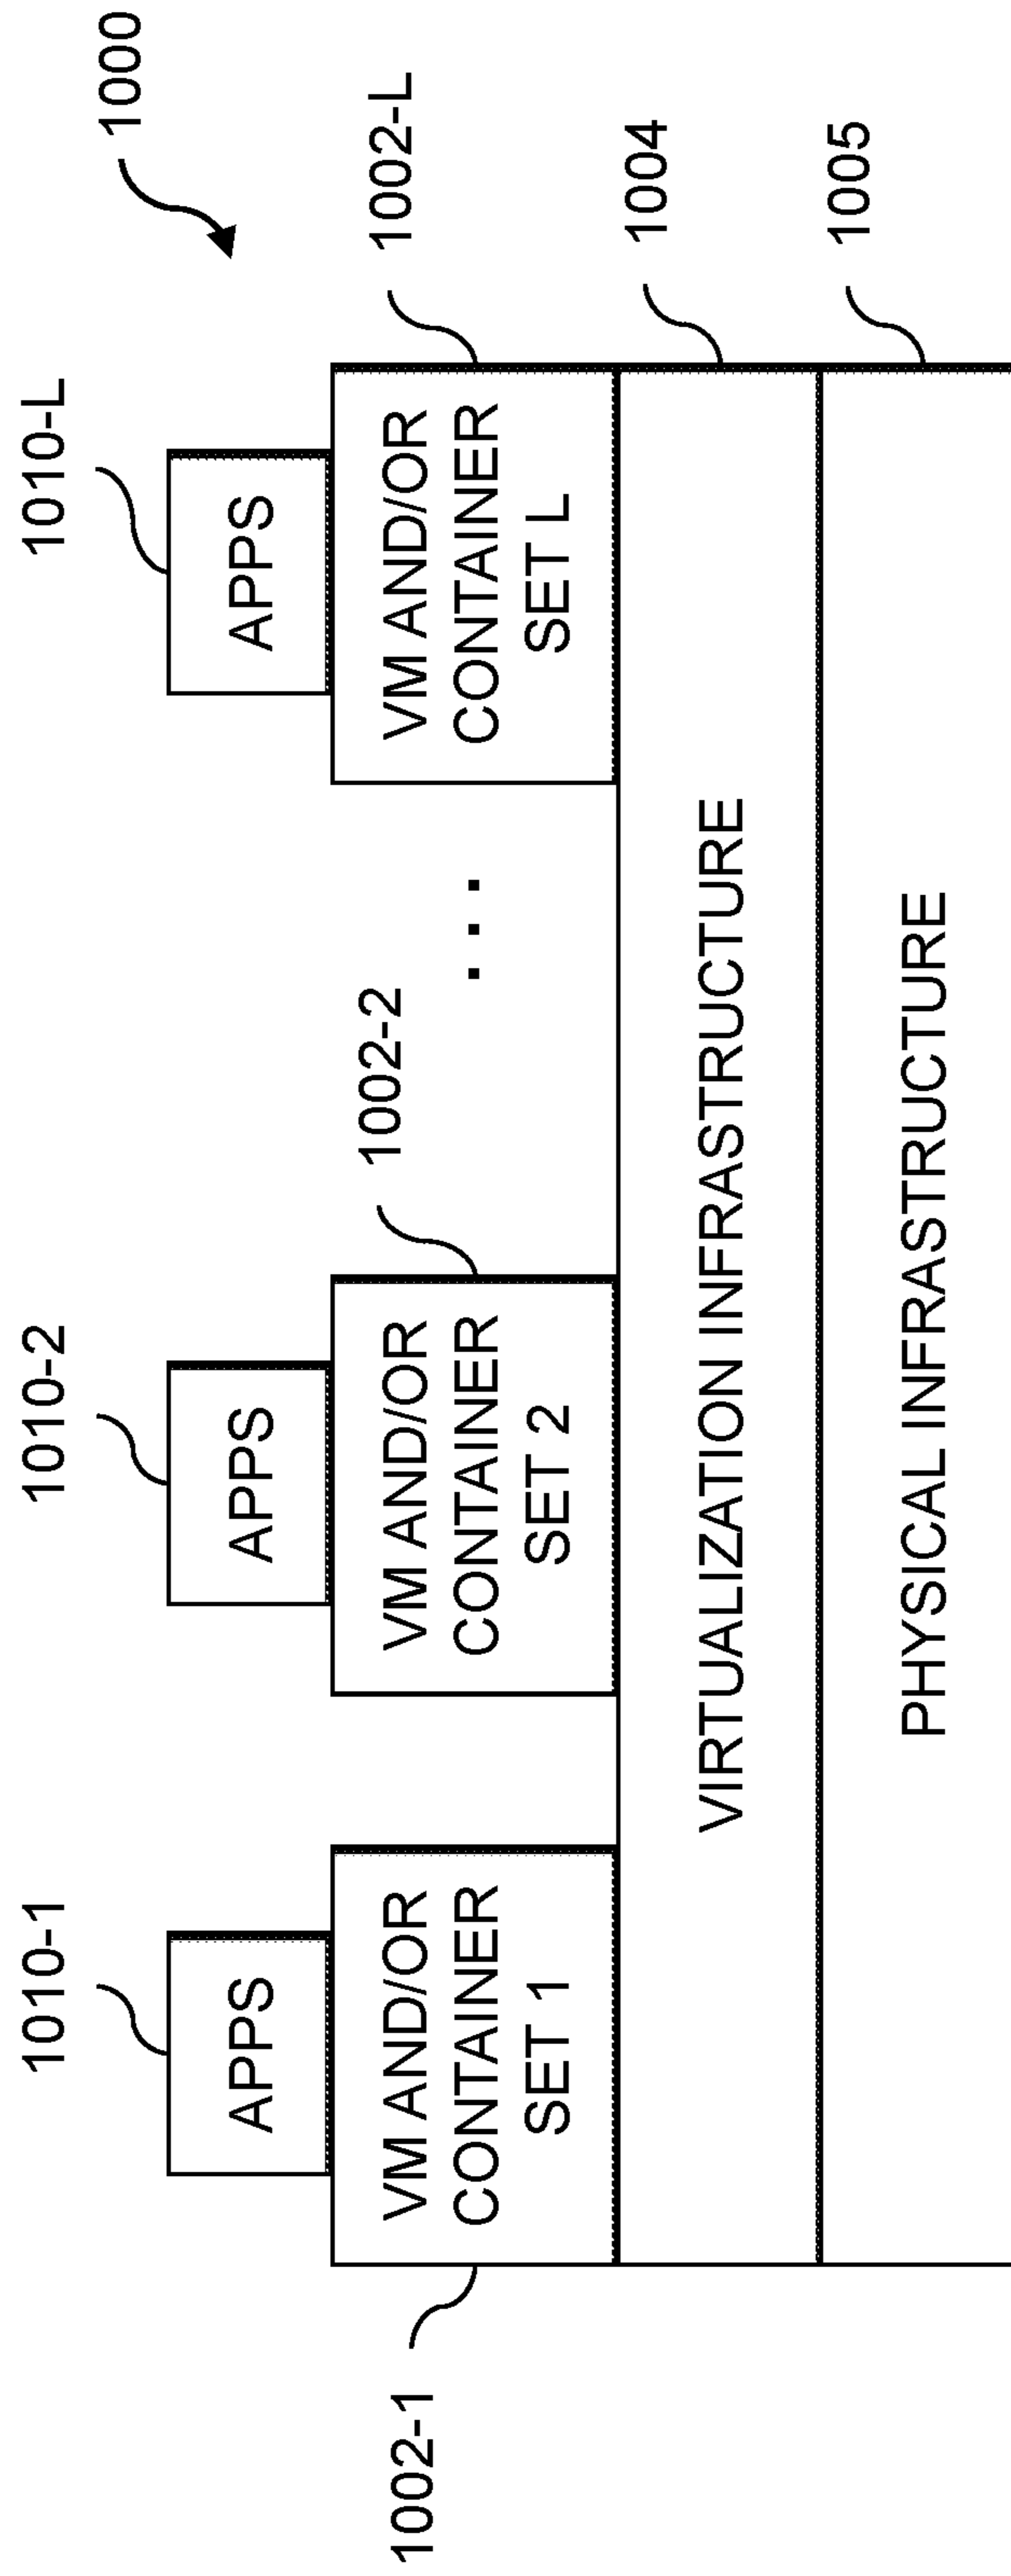 1000
1010-1
1010-2
1010-L
APPS
APPS
APPS
1002-1
VM AND/OR
CONTAINER
SET 1
VM AND/OR
CONTAINER
SET 2
1002-2
...
VM AND/OR
CONTAINER
SET L
1002-L
VIRTUALIZATION INFRASTRUCTURE
1004
PHYSICAL INFRASTRUCTURE
1005